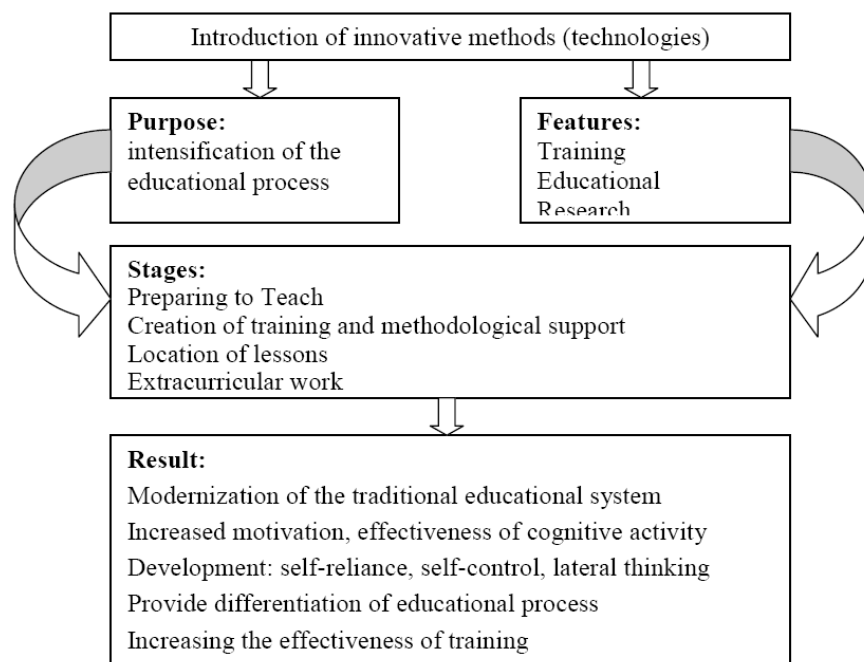 Introduction of innovative methods (technologies)
Purpose:
intensification of the
educational process
Features:
Training
Educational
Research
Stages:
Preparing to Teach
Creation of training and methodological support
Location of lessons
Extracurricular work
Result:
Modernization of the traditional educational system
Increased motivation, effectiveness of cognitive activity
Development: self-reliance, self-control, lateral thinking
Provide differentiation of educational process
Increasing the effectiveness of training